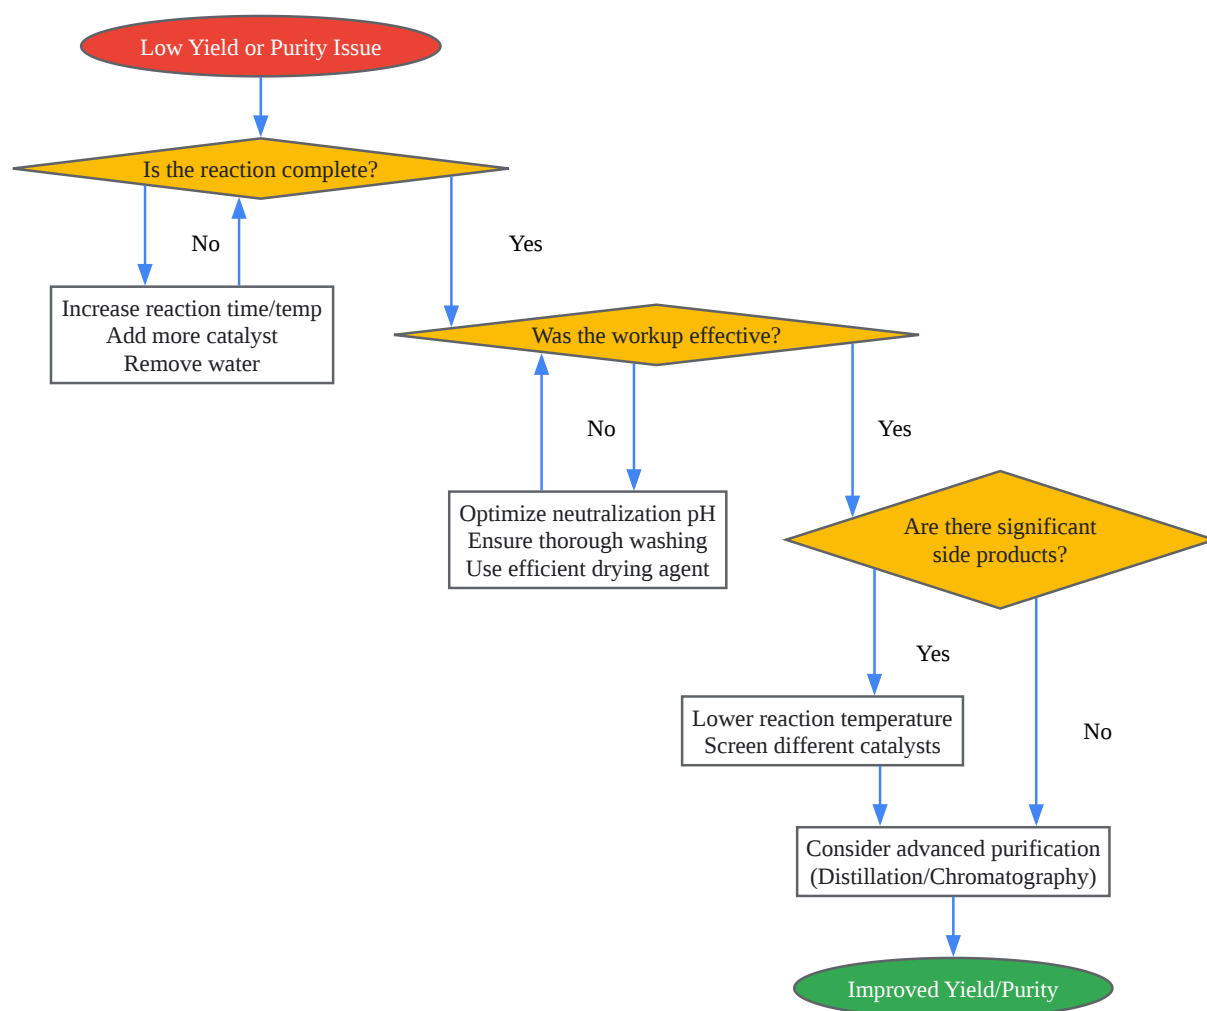 Low Yield or Purity Issue
Is the reaction complete?
No
Yes
Increase reaction time/temp
Add more catalyst
Remove water
Was the workup effective?
No
Yes
Optimize neutralization pH
Ensure thorough washing
Use efficient drying agent
Are there significant
side products?
Yes
No
Lower reaction temperature
Screen different catalysts
Consider advanced purification
(Distillation/Chromatography)
Improved Yield/Purity